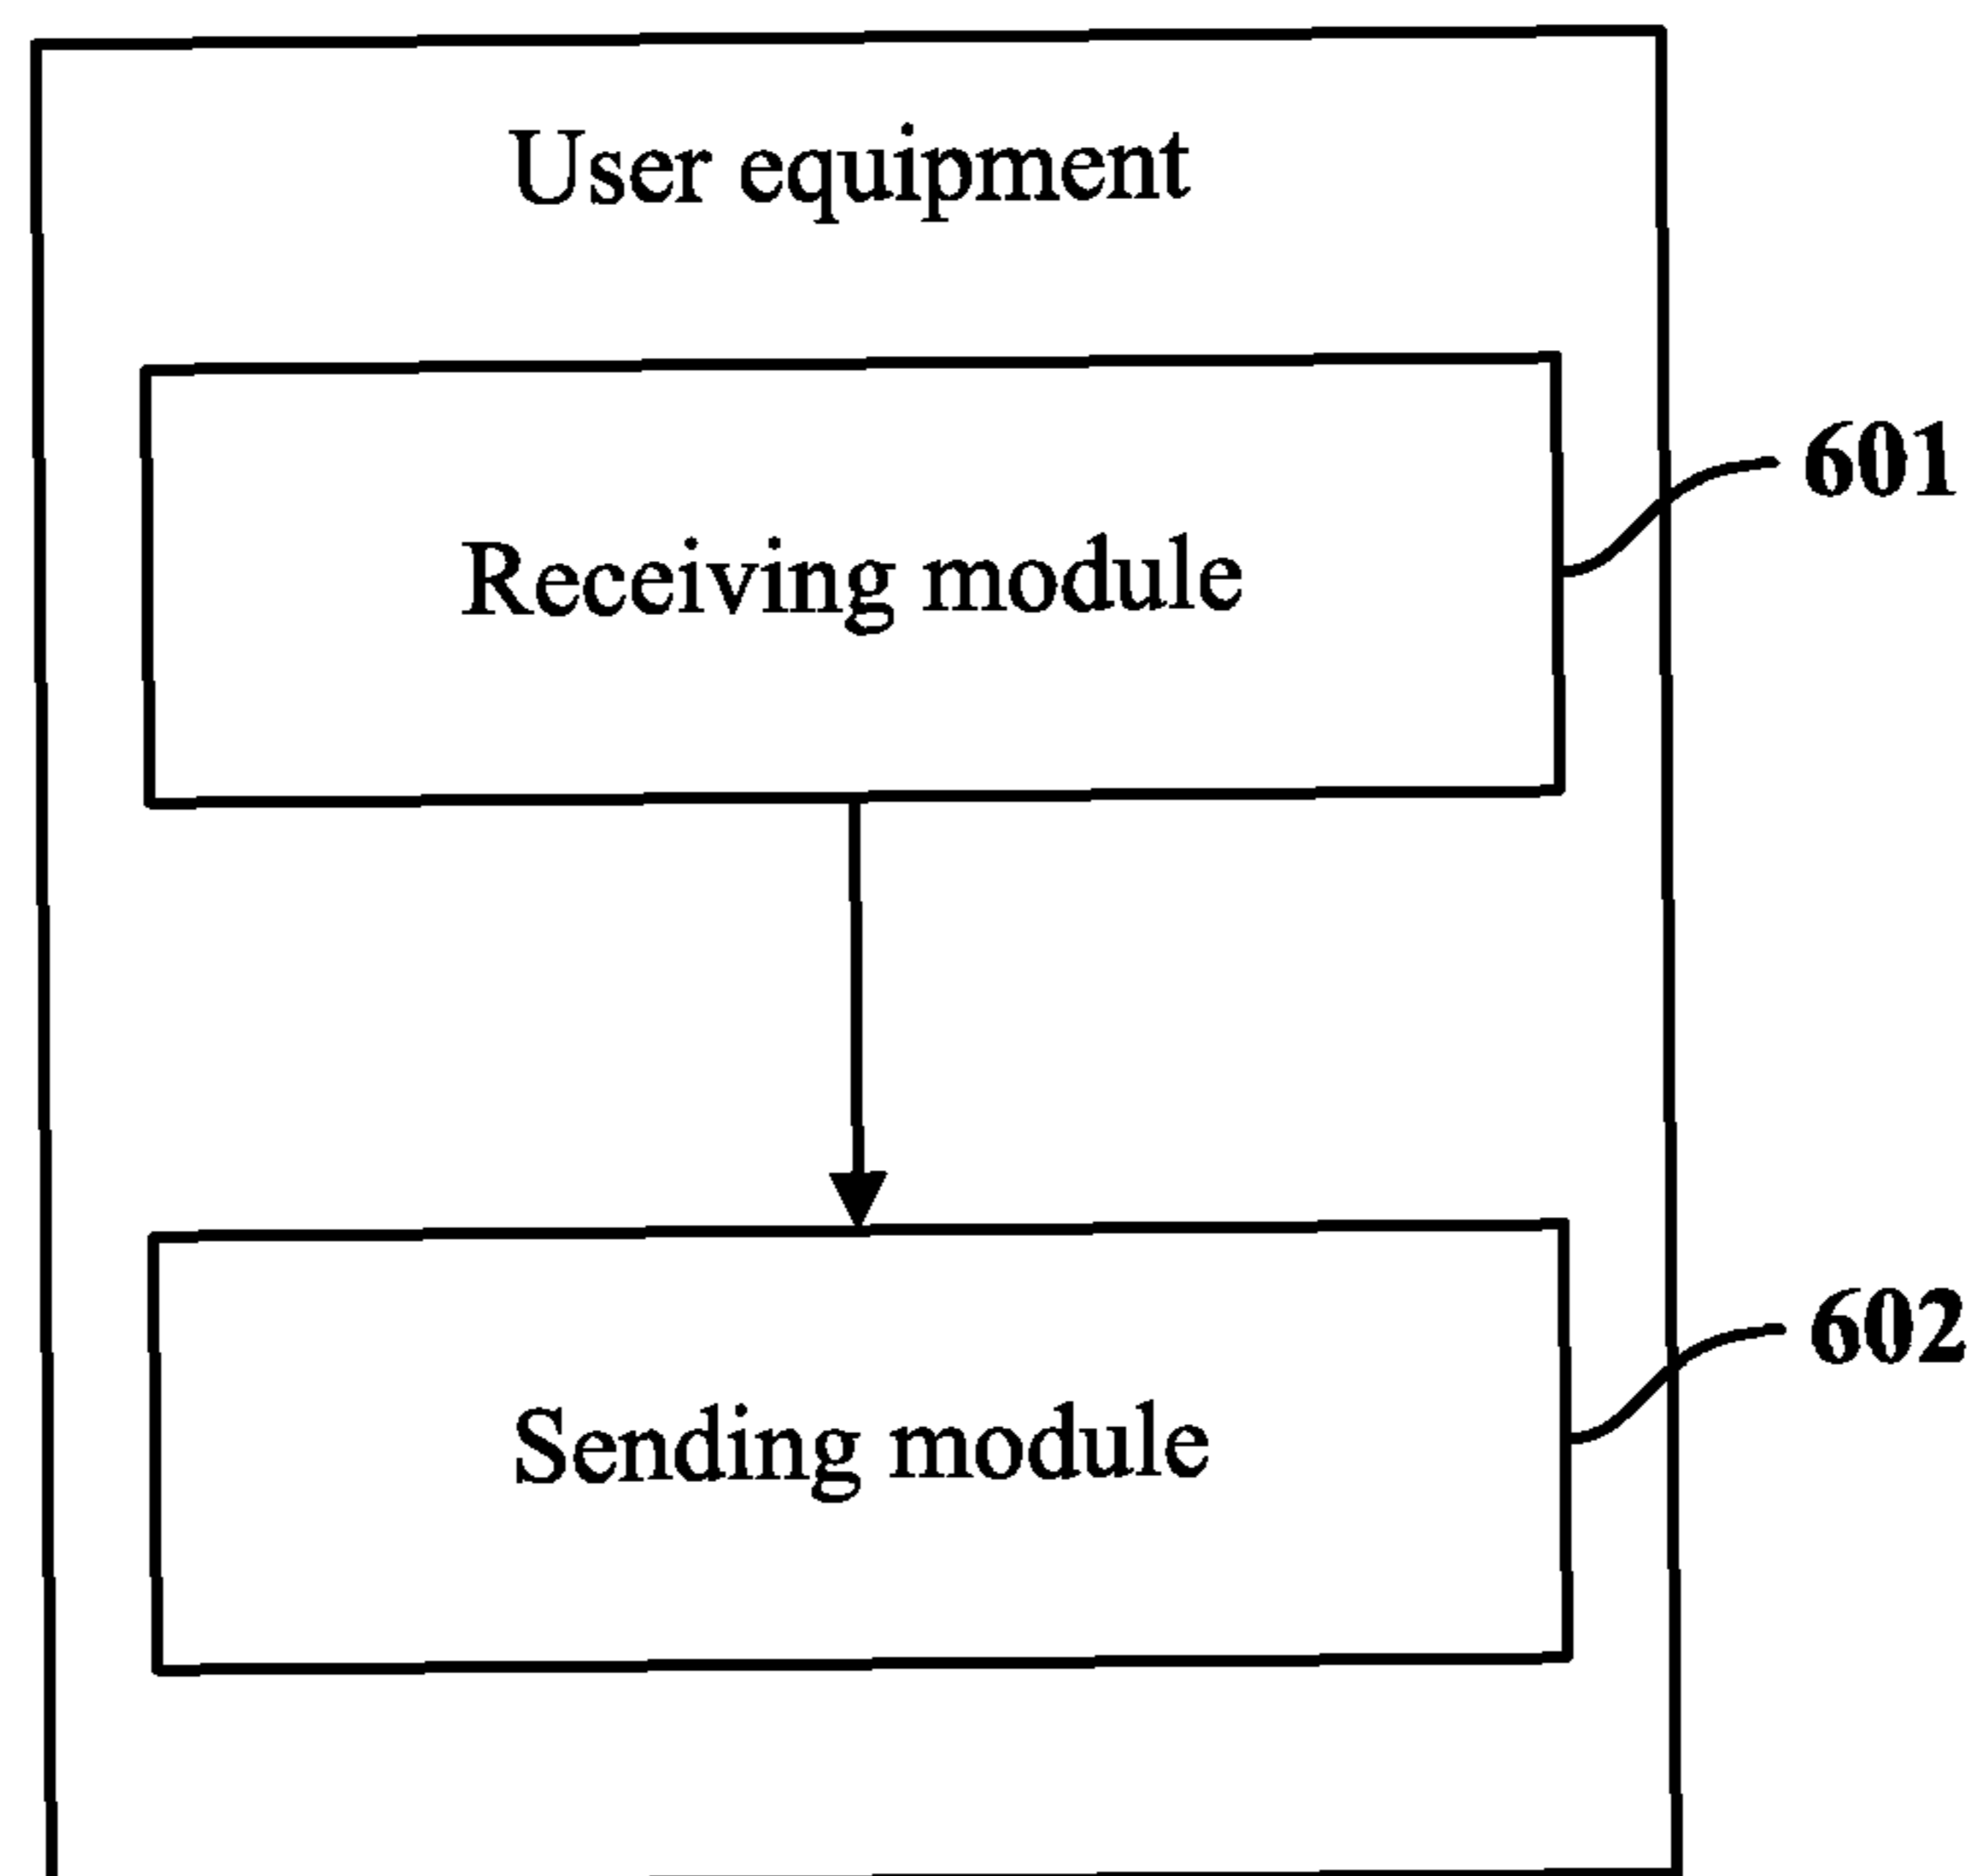 User equipment
601
Receiving module
602
Sending module